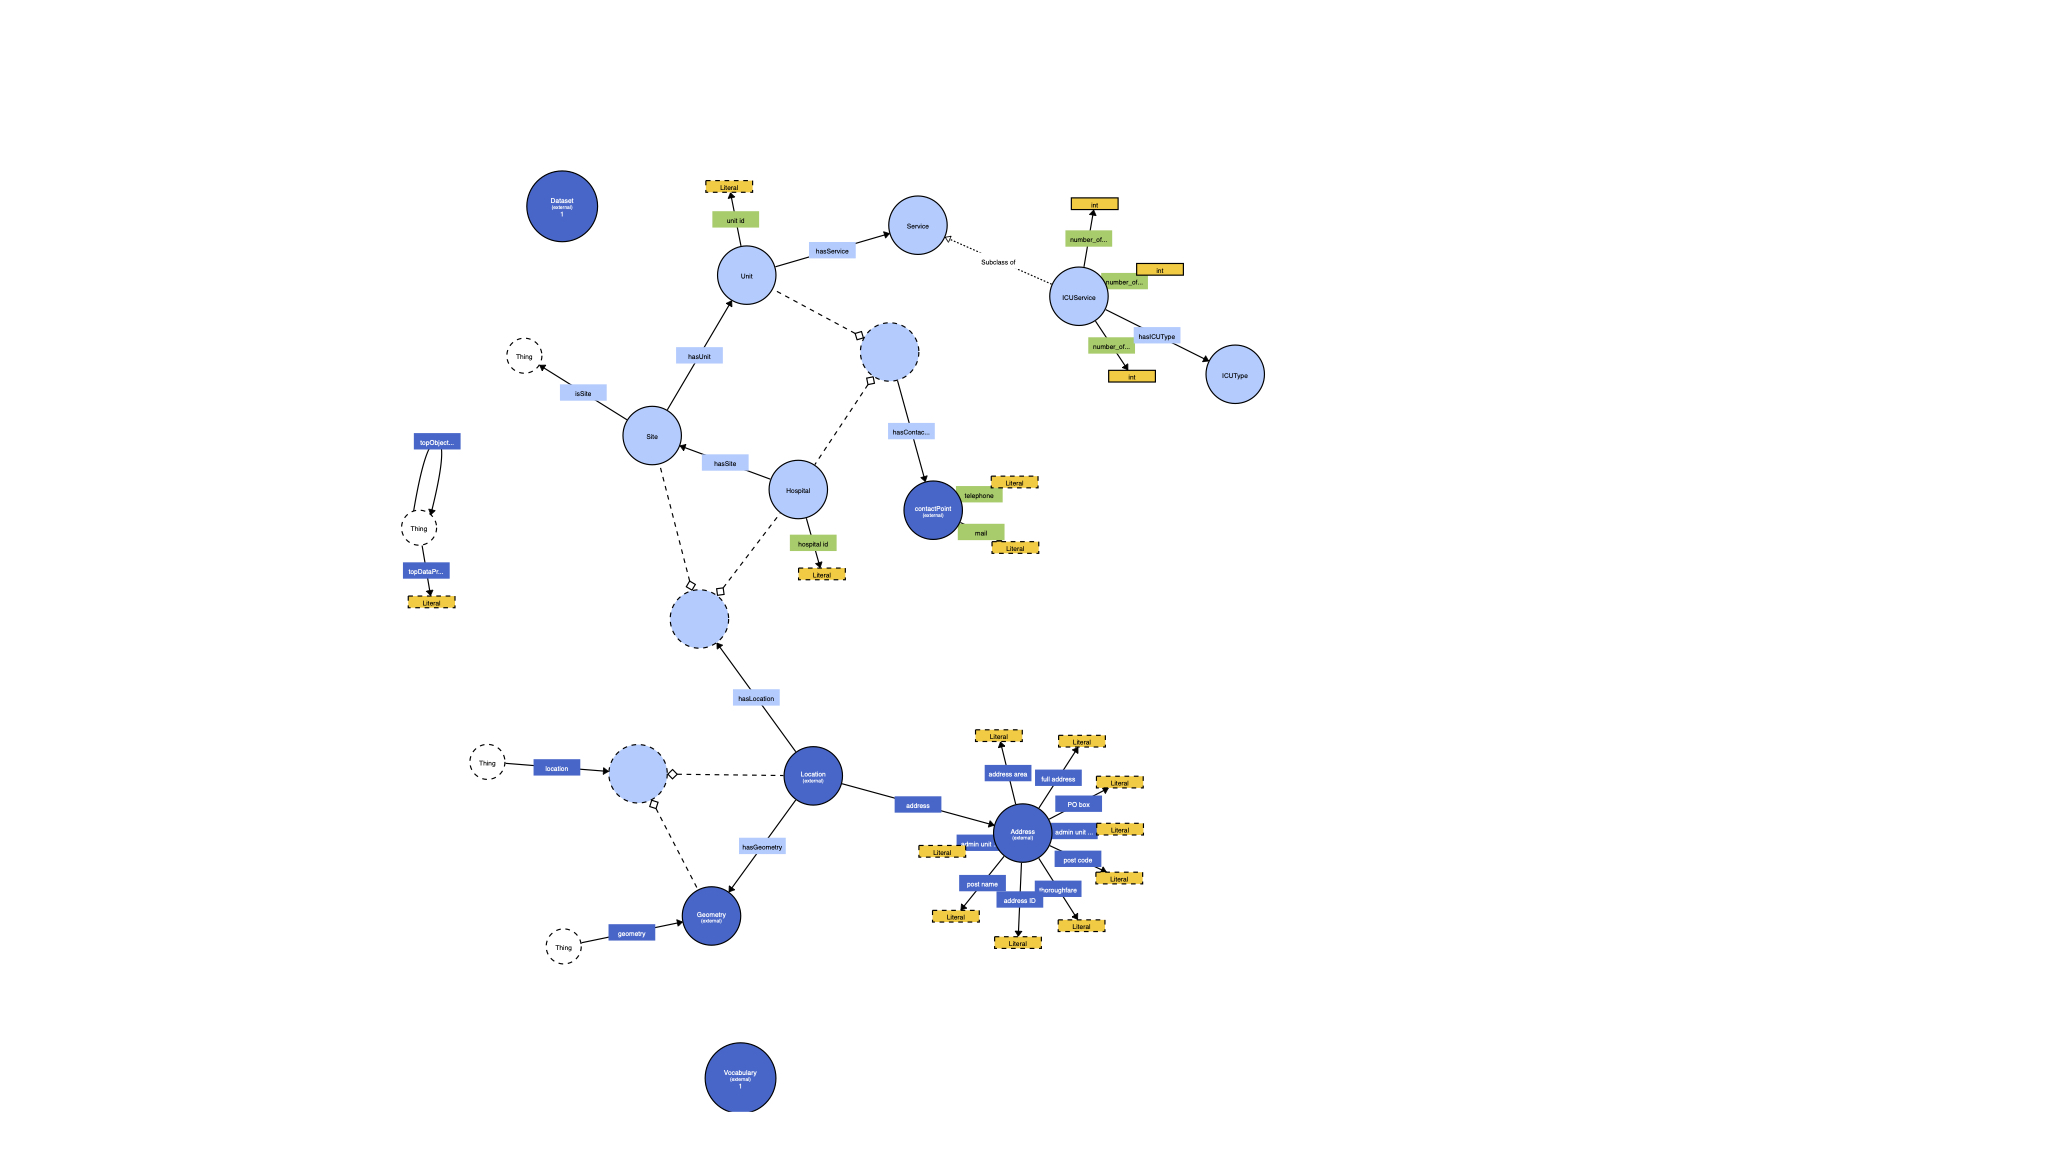 Dataset
(external)
1
Literal
unit id
Unit
hasService
Service
Subclass of
int
number_of...
int
number_of...
ICUService
hasICUType
number_of...
int
ICUType
hasUnit
Thing
isSite
Site
hasSite
Hospital
hospital id
Literal
hasContac...
contactPoint
(external)
telephone
Literal
mail
Literal
topObject...
Thing
topDataPr...
Literal
hasLocation
Thing
location
Location
(external)
hasGeometry
Geometry
(external)
Thing
geometry
address
Address
(external)
Literal
address area
Literal
full address
Literal
PO box
Literal
admin unit ...
Literal
post code
Literal
thoroughfare
Literal
address ID
Literal
post name
Literal
admin unit
Literal
Vocabulary
(external)
1